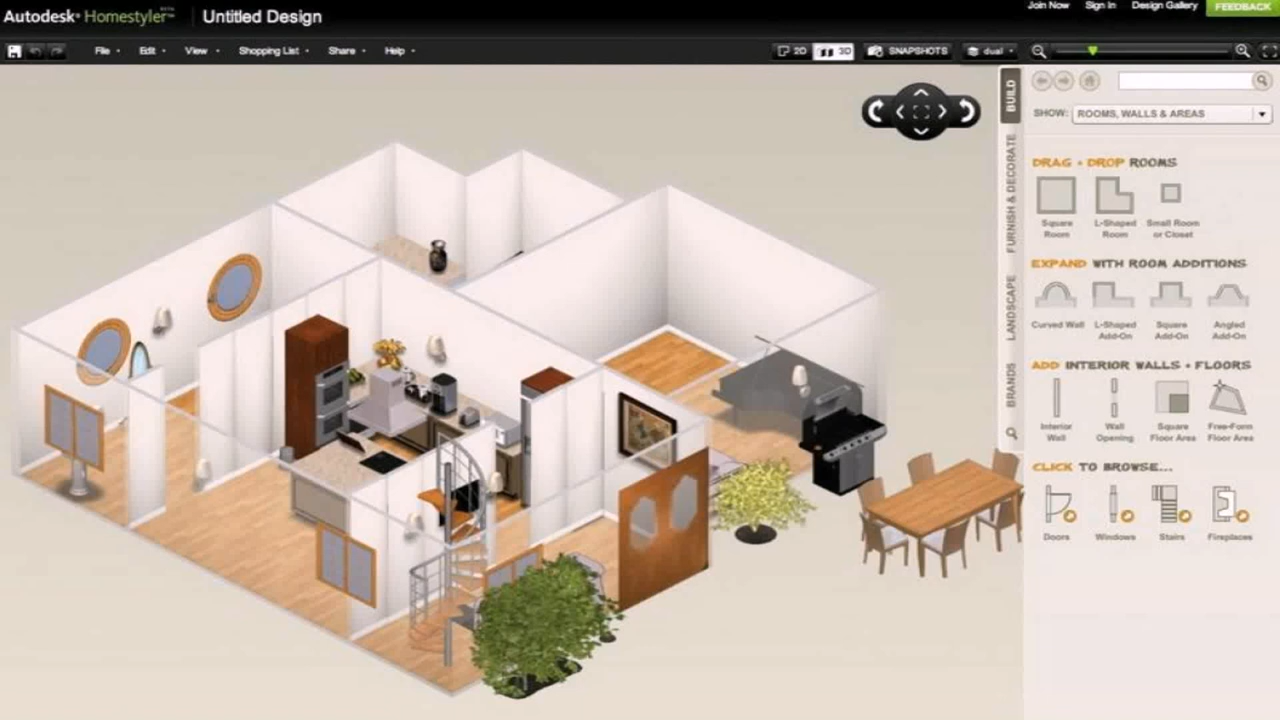 Autodesk® Homestyler™ BETA
Untitled Design
Join Now Sign In Design Gallery FEEDBACK
File Edit View Shopping List Share Help
2D 3D SNAPSHOTS dual
BUILD
FURNISH & DECORATE
LANDSCAPE
BRANDS
SHOW: ROOMS, WALLS & AREAS
DRAG + DROP ROOMS
Square Room
L-Shaped Room
Small Room or Closet
EXPAND WITH ROOM ADDITIONS
Curved Wall
L-Shaped Add-On
Square Add-On
Angled Add-On
ADD INTERIOR WALLS + FLOORS
Interior Wall
Wall Opening
Square Floor Area
Free-Form Floor Area
CLICK TO BROWSE...
Doors Windows Stairs Fireplaces